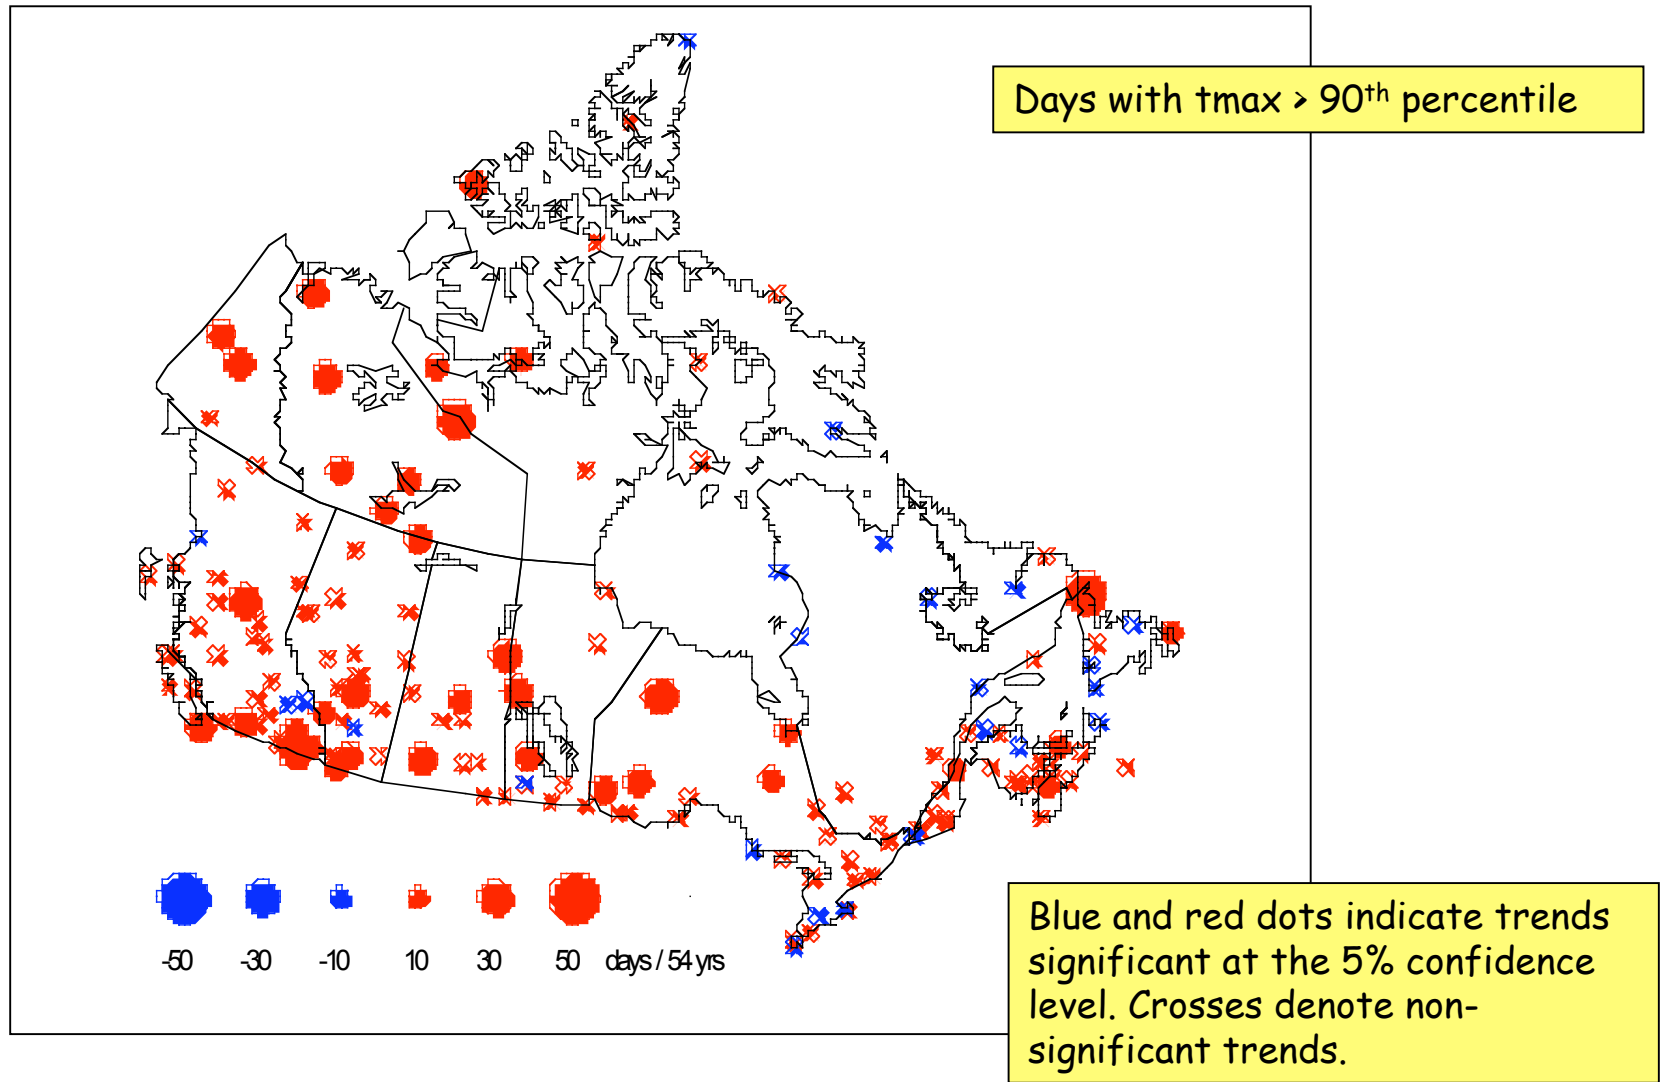 Days with tmax > 90th percentile
-50 -30 -10 10 30 50 days / 54 yrs
Blue and red dots indicate trends
significant at the 5% confidence
level. Crosses denote non-
significant trends.